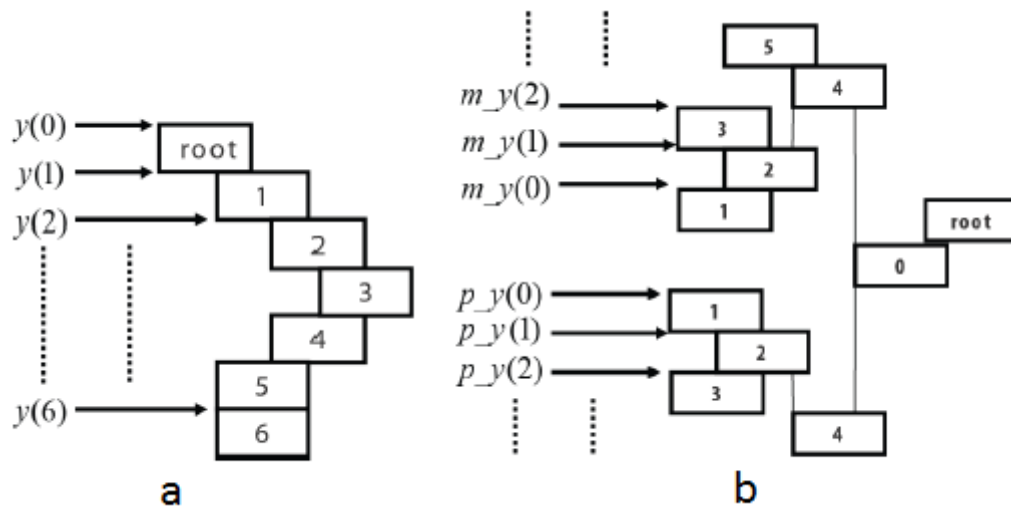 y(0)
y(1)
y(2)
y(6)
root
1
2
3
4
5
6
a
m_y(2)
m_y(1)
m_y(0)
p_y(0)
p_y(1)
p_y(2)
5
4
3
2
1
root
0
1
2
3
4
b